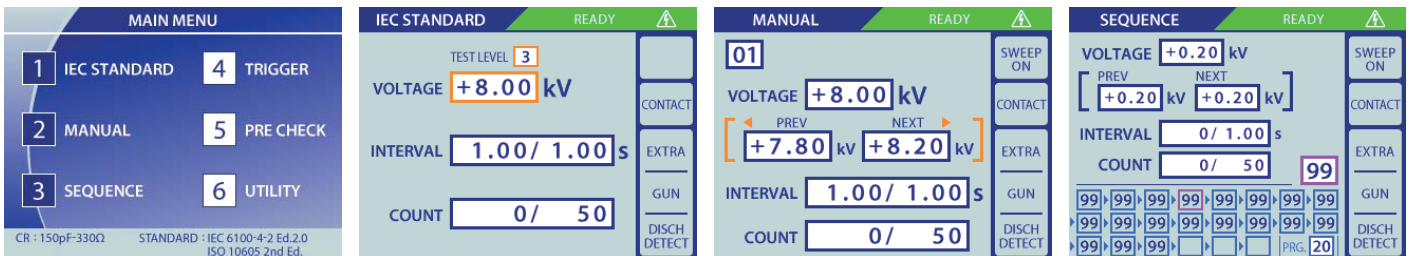 MAIN MENU
1 IEC STANDARD 4 TRIGGER
2 MANUAL 5 PRE CHECK
3 SEQUENCE 6 UTILITY
CR : 150pF-330Ω STANDARD : IEC 6100-4-2 Ed.2.0
ISO 10605 2nd Ed.
IEC STANDARD READY
TEST LEVEL 3
VOLTAGE +8.00 kV
CONTACT
INTERVAL 1.00/ 1.00 s
EXTRA
GUN
COUNT 0/ 50
DISCH
DETECT
MANUAL READY
01
SWEEP
ON
VOLTAGE +8.00 kV
CONTACT
PREV NEXT
+7.80 kV +8.20 kV
EXTRA
INTERVAL 1.00/ 1.00 s
GUN
COUNT 0/ 50
DISCH
DETECT
SEQUENCE READY
VOLTAGE +0.20 kV
SWEEP
ON
PREV NEXT
+0.20 kV +0.20 kV
CONTACT
INTERVAL 0/ 1.00 s
EXTRA
COUNT 0/ 50
99
GUN
99 99 99 99 99 99 99 99
99 99 99 99 99 99 99 99
99 99 99 PRG. 20
DISCH
DETECT